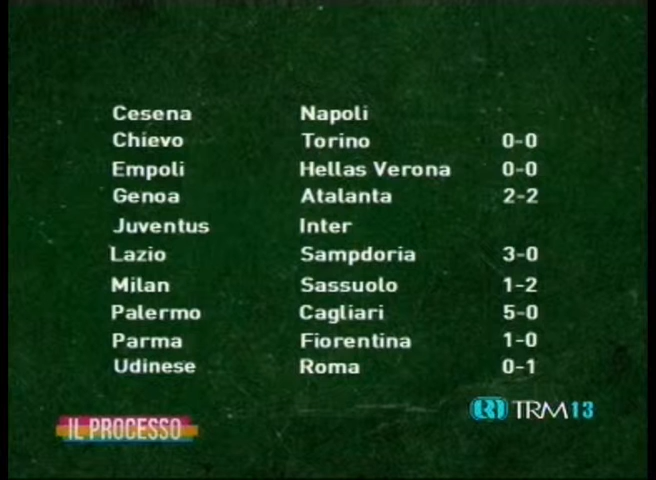 Cesena Napoli
Chievo Torino 0-0
Empoli Hellas Verona 0-0
Genoa Atalanta 2-2
Juventus Inter
Lazio Sampdoria 3-0
Milan Sassuolo 1-2
Palermo Cagliari 5-0
Parma Fiorentina 1-0
Udinese Roma 0-1
TRM13
IL PROCESSO